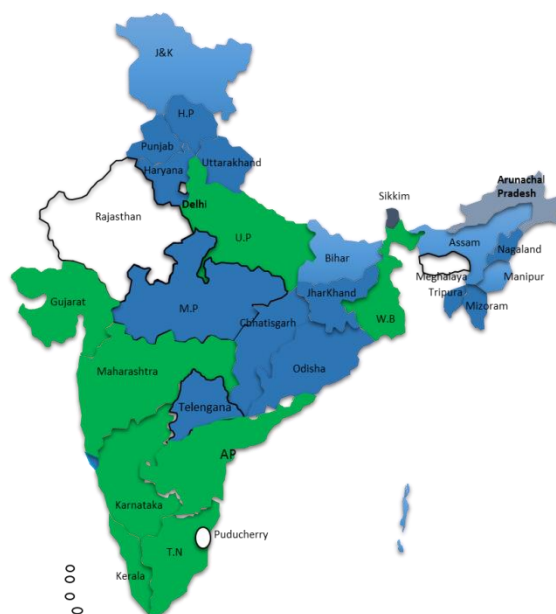 J&K
H.P
Punjab
Haryana
Uttarakhand
Delhi
Rajasthan
U.P
Sikkim
Arunachal
Pradesh
Assam
Nagaland
Bihar
Meghalaya
Manipur
Tripura
Mizoram
Gujarat
M.P
JharKhand
Chhatisgarh
W.B
Maharashtra
Odisha
Telengana
AP
Karnataka
Puducherry
T.N
Kerala